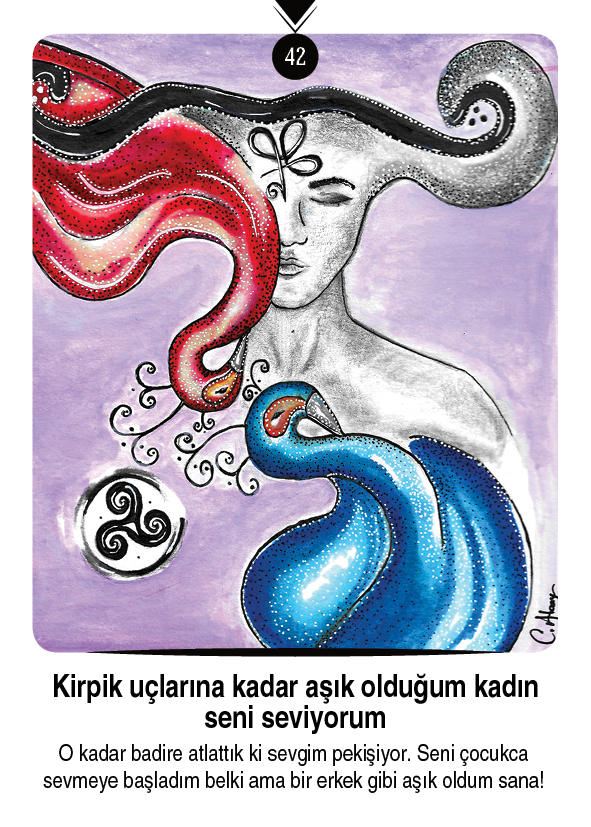 42
Kirpik uçlarına kadar aşık olduğum kadın
seni seviyorum
O kadar badire atlattık ki sevgim pekişiyor. Seni çocukca
sevmeye başladım belki ama bir erkek gibi aşık oldum sana!